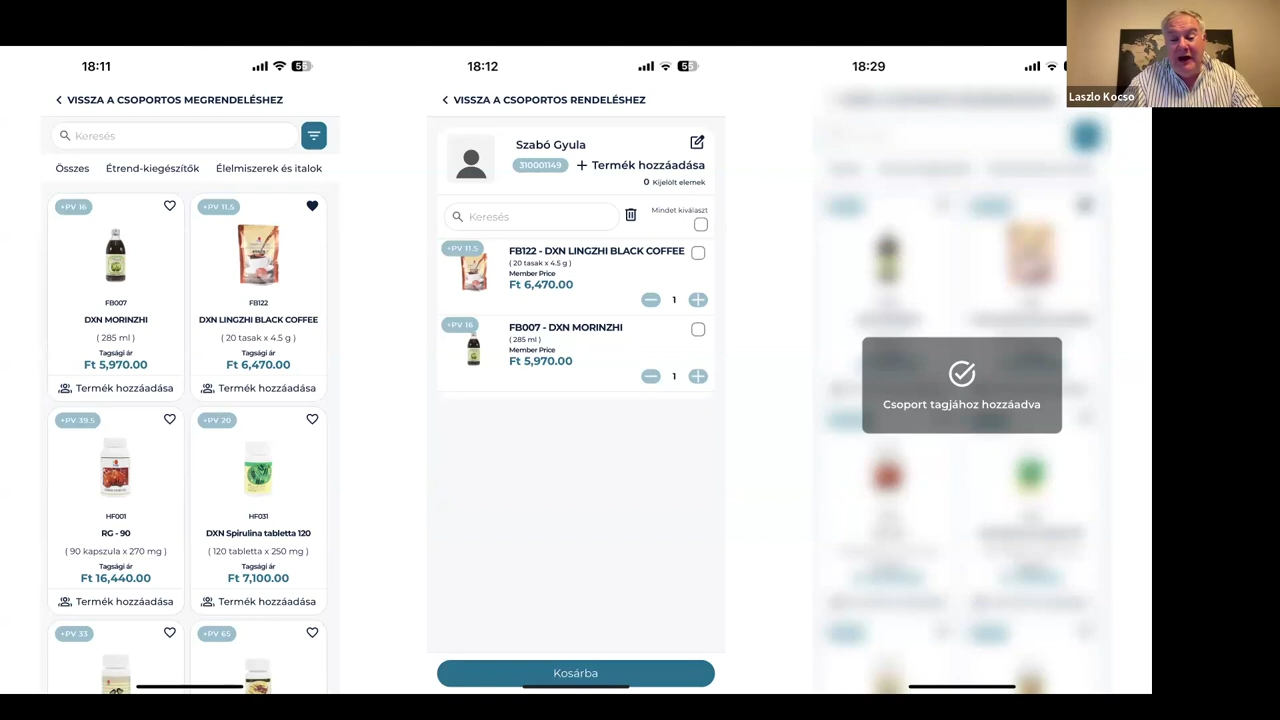 18:11
VISSZA A CSOPORTOS MEGRENDELÉSHEZ
Keresés
Összes Étrend-kiegészítők Élelmiszerek és italok
+PV 16
FB007
DXN MORINZHI
( 285 ml )
Tagsági ár
Ft 5,970.00
Termék hozzáadása
+PV 11.5
FB122
DXN LINGZHI BLACK COFFEE
( 20 tasak x 4.5 g )
Tagsági ár
Ft 6,470.00
Termék hozzáadása
+PV 39.5
HF001
RG - 90
( 90 kapszula x 270 mg )
Tagsági ár
Ft 16,440.00
Termék hozzáadása
+PV 20
HF031
DXN Spirulina tabletta 120
( 120 tabletta x 250 mg )
Tagsági ár
Ft 7,100.00
Termék hozzáadása
+PV 33
+PV 65
18:12
55
VISSZA A CSOPORTOS RENDELÉSHEZ
Szabó Gyula
310001149 + Termék hozzáadása
0 Kijelölt elemek
Keresés
Mindet kiválaszt
+PV 11.5
FB122 - DXN LINGZHI BLACK COFFEE
( 20 tasak x 4.5 g )
Member Price
Ft 6,470.00
1
+PV 16
FB007 - DXN MORINZHI
( 285 ml )
Member Price
Ft 5,970.00
1
Kosárba
18:29
Csoport tagjához hozzáadva
Laszlo Kocso